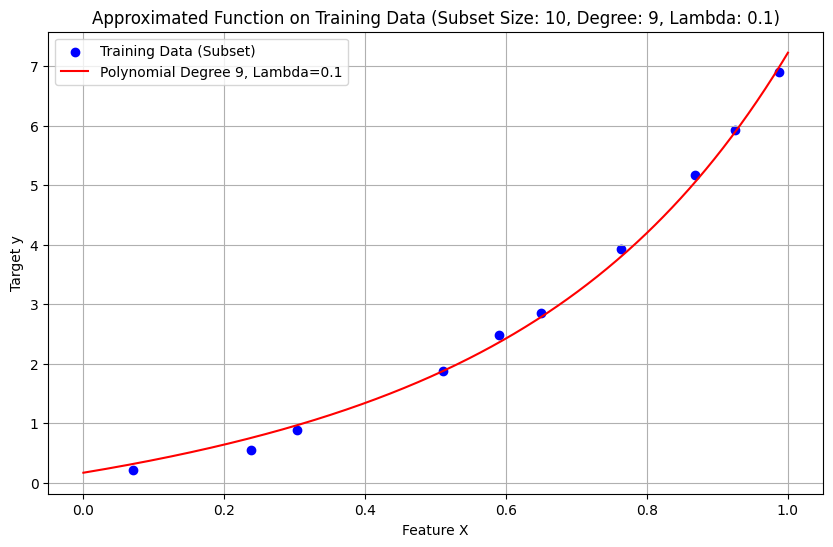 Approximated Function on Training Data (Subset Size: 10, Degree: 9, Lambda: 0.1)
Training Data (Subset)
Polynomial Degree 9, Lambda=0.1
7
6
5
4
3
2
1
0
Target y
0.0
0.2
0.4
0.6
0.8
1.0
Feature X